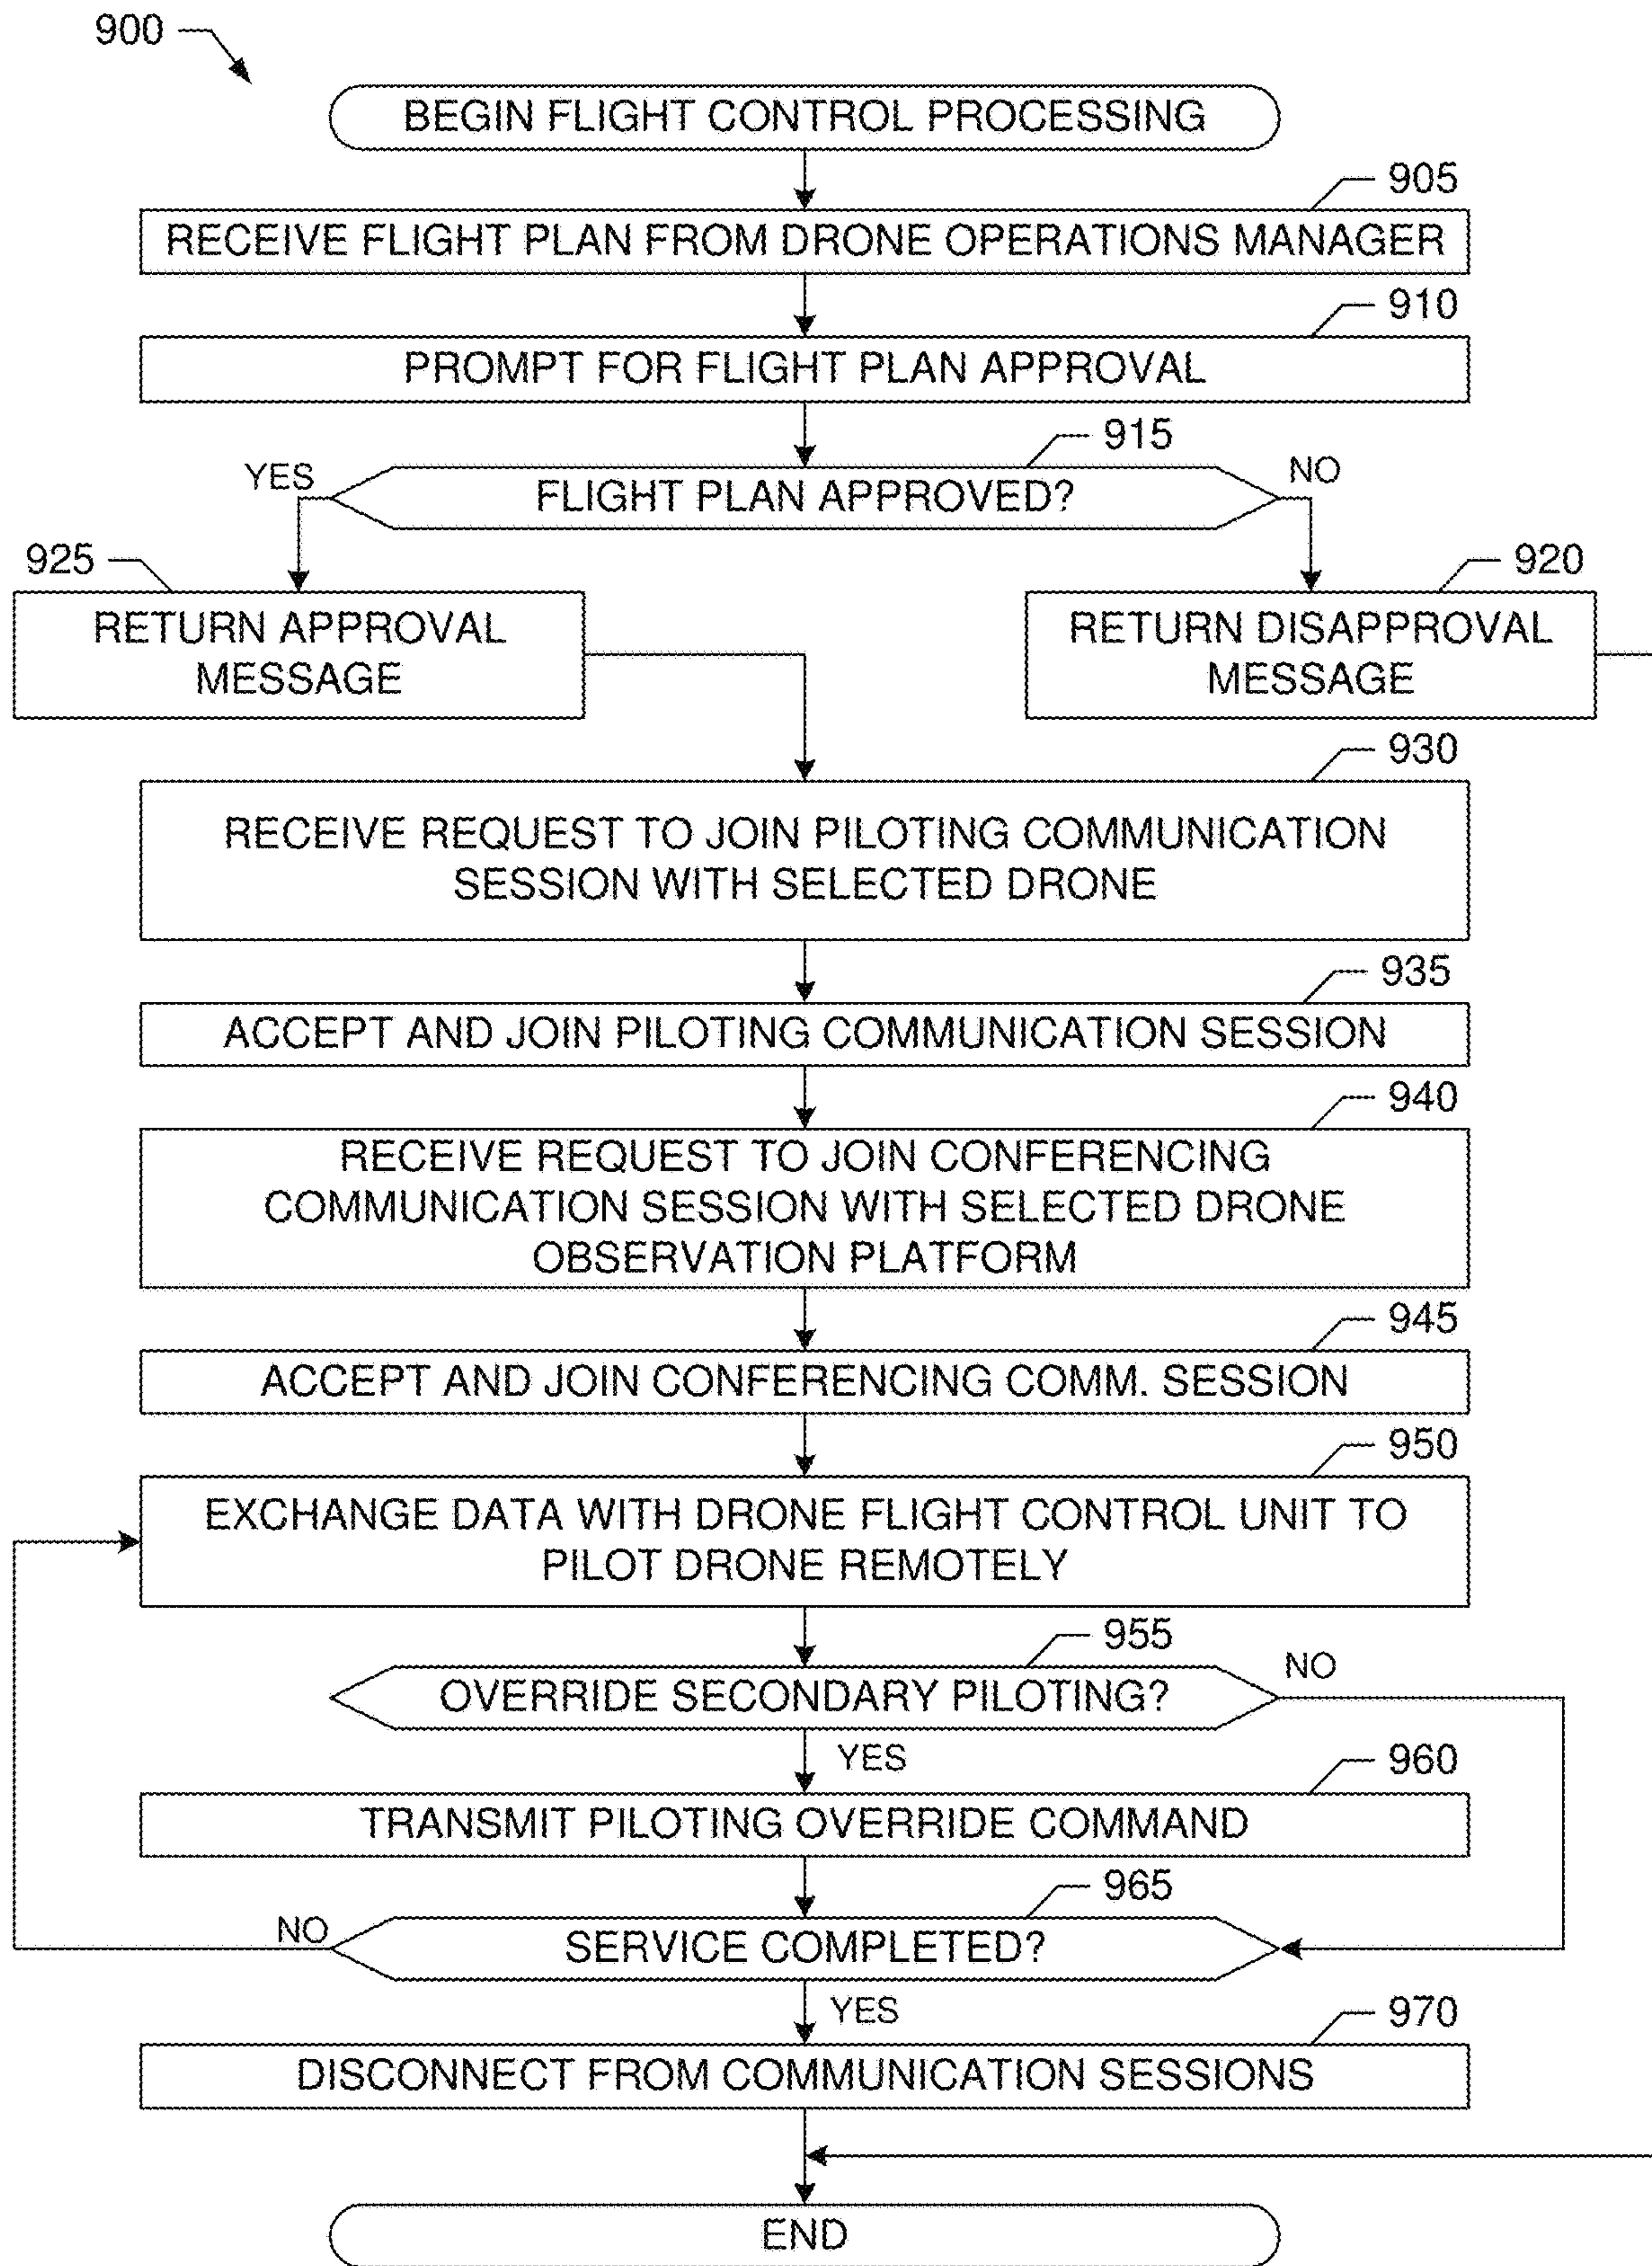 900
BEGIN FLIGHT CONTROL PROCESSING
905
RECEIVE FLIGHT PLAN FROM DRONE OPERATIONS MANAGER
910
PROMPT FOR FLIGHT PLAN APPROVAL
915
YES
NO
FLIGHT PLAN APPROVED?
925
920
RETURN APPROVAL
MESSAGE
RETURN DISAPPROVAL
MESSAGE
930
RECEIVE REQUEST TO JOIN PILOTING COMMUNICATION
SESSION WITH SELECTED DRONE
935
ACCEPT AND JOIN PILOTING COMMUNICATION SESSION
940
RECEIVE REQUEST TO JOIN CONFERENCING
COMMUNICATION SESSION WITH SELECTED DRONE
OBSERVATION PLATFORM
945
ACCEPT AND JOIN CONFERENCING COMM. SESSION
950
EXCHANGE DATA WITH DRONE FLIGHT CONTROL UNIT TO
PILOT DRONE REMOTELY
955
NO
OVERRIDE SECONDARY PILOTING?
YES
960
TRANSMIT PILOTING OVERRIDE COMMAND
965
NO
SERVICE COMPLETED?
YES
970
DISCONNECT FROM COMMUNICATION SESSIONS
END